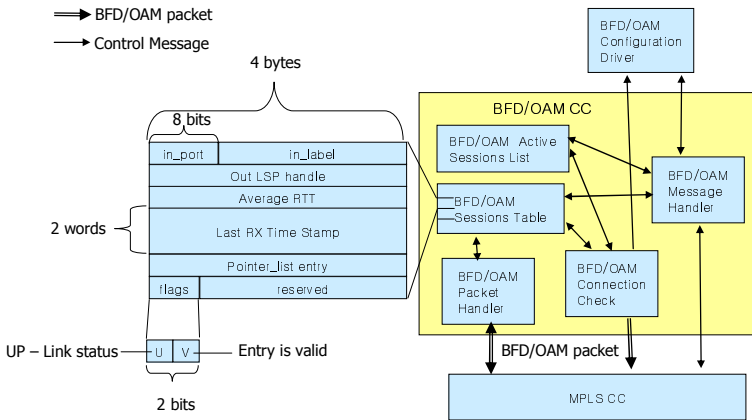 BFD/OAM packet
Control Message
4 bytes
8 bits
in_port
in_label
Out LSP handle
Average RTT
2 words
Last RX Time Stamp
Pointer_list entry
flags
reserved
UP – Link status
U
V
Entry is valid
2 bits
BFD/OAM
Configuration
Driver
BFD/OAM CC
BFD/OAM Active
Sessions List
BFD/OAM
Message
Handler
BFD/OAM
Sessions Table
BFD/OAM
Packet
Handler
BFD/OAM
Connection
Check
BFD/OAM packet
MPLS CC